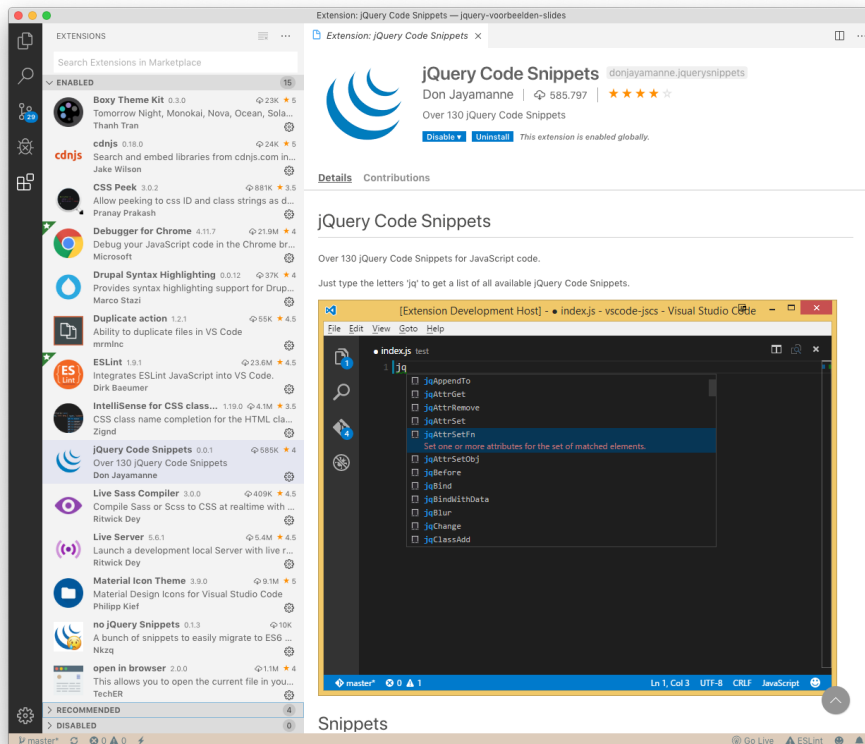 Extension: jQuery Code Snippets — jquery-voorbeelden-slides
EXTENSIONS
Search Extensions in Marketplace
ENABLED 15
Boxy Theme Kit 0.3.0 23K ★ 5
Tomorrow Night, Monokai, Nova, Ocean, Sola...
Thanh Tran
cdnjs
cdnjs 0.18.0 24K ★ 5
Search and embed libraries from cdnjs.com in...
Jake Wilson
CSS Peek 3.0.2 881K ★ 3.5
Allow peeking to css ID and class strings as d...
Pranay Prakash
Debugger for Chrome 4.11.7 21.9M ★ 4
Debug your JavaScript code in the Chrome br...
Microsoft
Drupal Syntax Highlighting 0.0.12 37K ★ 4
Provides syntax highlighting support for Drup...
Marco Stazi
Duplicate action 1.2.1 55K ★ 4.5
Ability to duplicate files in VS Code
mrmlnc
ES
Lint
ESLint 1.9.1 23.6M ★ 4.5
Integrates ESLint JavaScript into VS Code.
Dirk Baeumer
IntelliSense for CSS class... 1.19.0 4.1M ★ 3.5
CSS class name completion for the HTML cla...
Zignd
jQuery Code Snippets 0.0.1 585K ★ 4
Over 130 jQuery Code Snippets
Don Jayamanne
Live Sass Compiler 3.0.0 409K ★ 4.5
Compile Sass or Scss to CSS at realtime with ...
Ritwick Dey
Live Server 5.6.1 5.4M ★ 4.5
Launch a development local Server with live r...
Ritwick Dey
Material Icon Theme 3.9.0 9.1M ★ 5
Material Design Icons for Visual Studio Code
Philipp Kief
no jQuery Snippets 0.1.3 10K
A bunch of snippets to easily migrate to ES6 ...
Nkzq
open in browser 2.0.0 1.1M ★ 4
This allows you to open the current file in you...
TechER
RECOMMENDED 4
DISABLED 0
29
Extension: jQuery Code Snippets ×
jQuery Code Snippets donjayamanne.jquerysnippets
Don Jayamanne | 585.797 | ★★★★☆
Over 130 jQuery Code Snippets
Disable ▾ Uninstall This extension is enabled globally.
Details Contributions
jQuery Code Snippets
Over 130 jQuery Code Snippets for JavaScript code.
Just type the letters 'jq' to get a list of all available jQuery Code Snippets.
[Extension Development Host] - ● index.js - vscode-jscs - Visual Studio Code
File Edit View Goto Help
● index.js test
1
4
1 jq
jqAppendTo
jqAttrGet
jqAttrRemove
jqAttrSet
jqAttrSetFn
Set one or more attributes for the set of matched elements.
jqAttrSetObj
jqBefore
jqBind
jqBindWithData
jqBlur
jqChange
jqClassAdd
master* 0 1 Ln 1, Col 3 UTF-8 CRLF JavaScript
Snippets
master* 0 0 Go Live ESLint